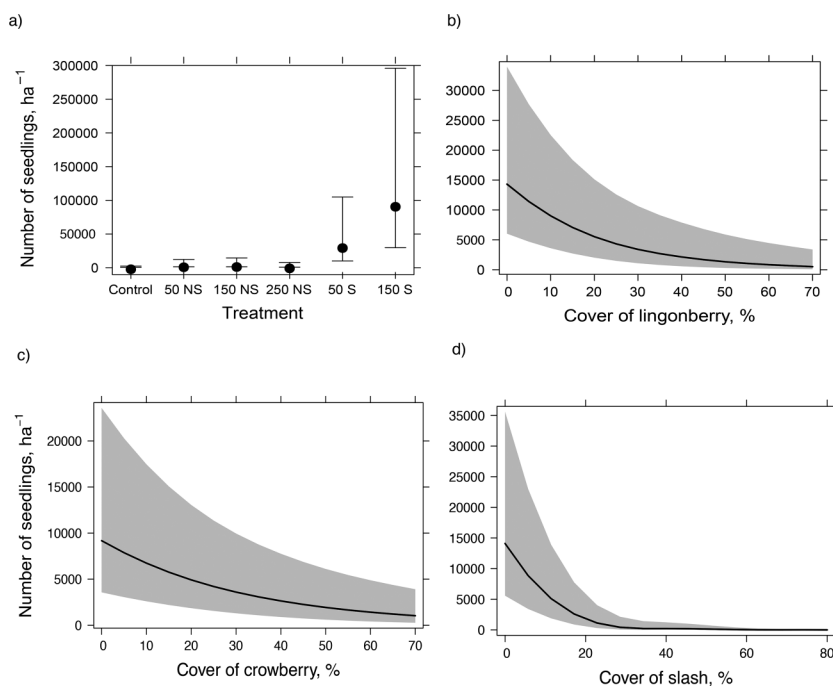 a)
300000
250000
200000
150000
100000
50000
0
Number of seedlings, ha⁻¹
Control 50 NS 150 NS 250 NS 50 S 150 S
Treatment
b)
30000
25000
20000
15000
10000
5000
0
0 10 20 30 40 50 60 70
Cover of lingonberry, %
c)
20000
15000
10000
5000
0
Number of seedlings, ha⁻¹
0 10 20 30 40 50 60 70
Cover of crowberry, %
d)
35000
30000
25000
20000
15000
10000
5000
0
0 20 40 60 80
Cover of slash, %